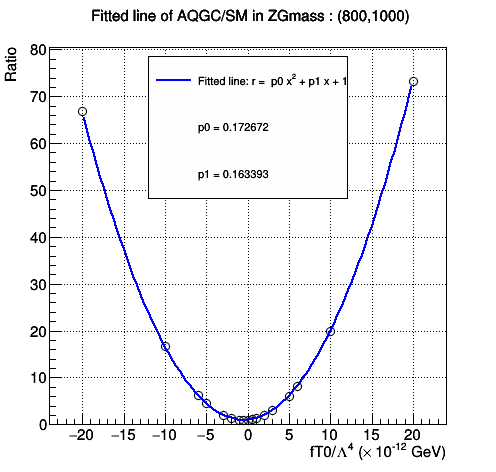 Fitted line of AQGC/SM in ZGmass : (800,1000)
Ratio
80
70
60
50
40
30
20
10
0
Fitted line: r = p0 x² + p1 x + 1
p0 = 0.172672
p1 = 0.163393
−20 −15 −10 −5 0 5 10 15 20
fT0/Λ⁴ (× 10⁻¹² GeV)